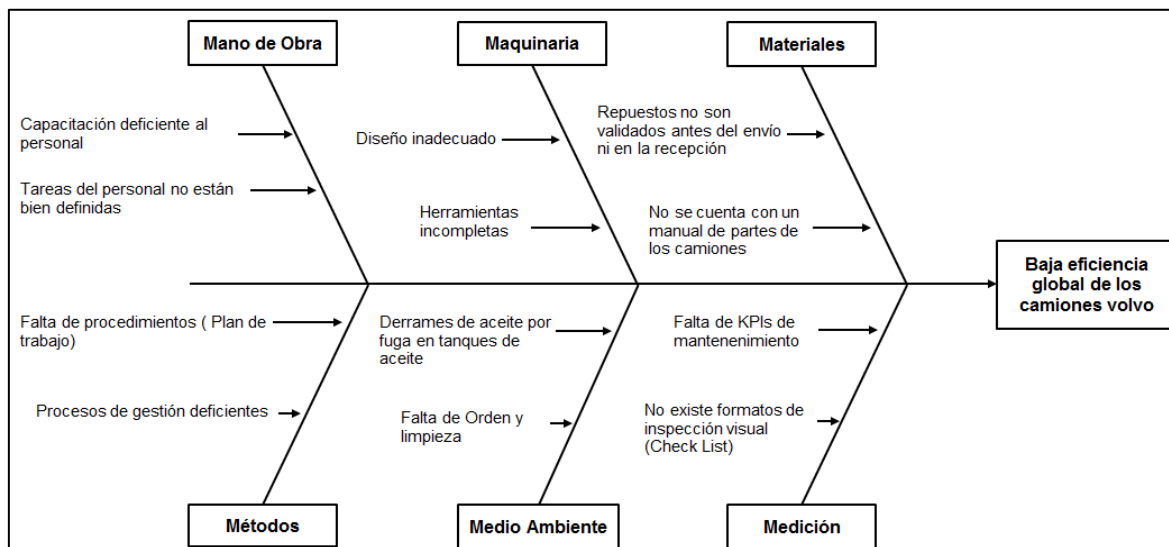 Mano de Obra
Maquinaria
Materiales
Capacitación deficiente al
personal
Tareas del personal no están
bien definidas
Diseño inadecuado
Herramientas
incompletas
Repuestos no son
validados antes del envío
ni en la recepción
No se cuenta con un
manual de partes de
los camiones
Baja eficiencia
global de los
camiones volvo
Falta de procedimientos ( Plan de
trabajo)
Procesos de gestión deficientes
Derrames de aceite por
fuga en tanques de
aceite
Falta de Orden y
limpieza
Falta de KPIs de
mantenenimiento
No existe formatos de
inspección visual
(Check List)
Métodos
Medio Ambiente
Medición